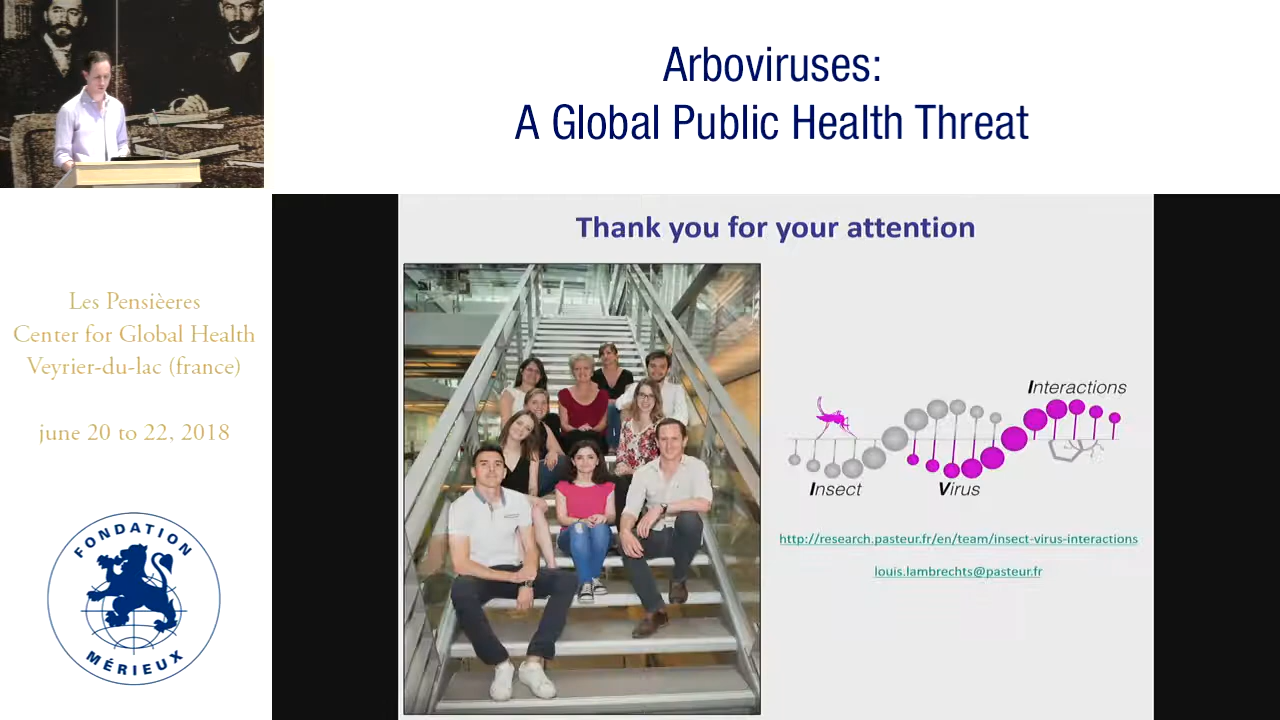 Arboviruses:
A Global Public Health Threat
Les Pensièeres
Center for Global Health
Veyrier-du-lac (france)
june 20 to 22, 2018
FONDATION
MÉRIEUX
Thank you for your attention
Interactions
Insect
Virus
http://research.pasteur.fr/en/team/insect-virus-interactions
louis.lambrechts@pasteur.fr